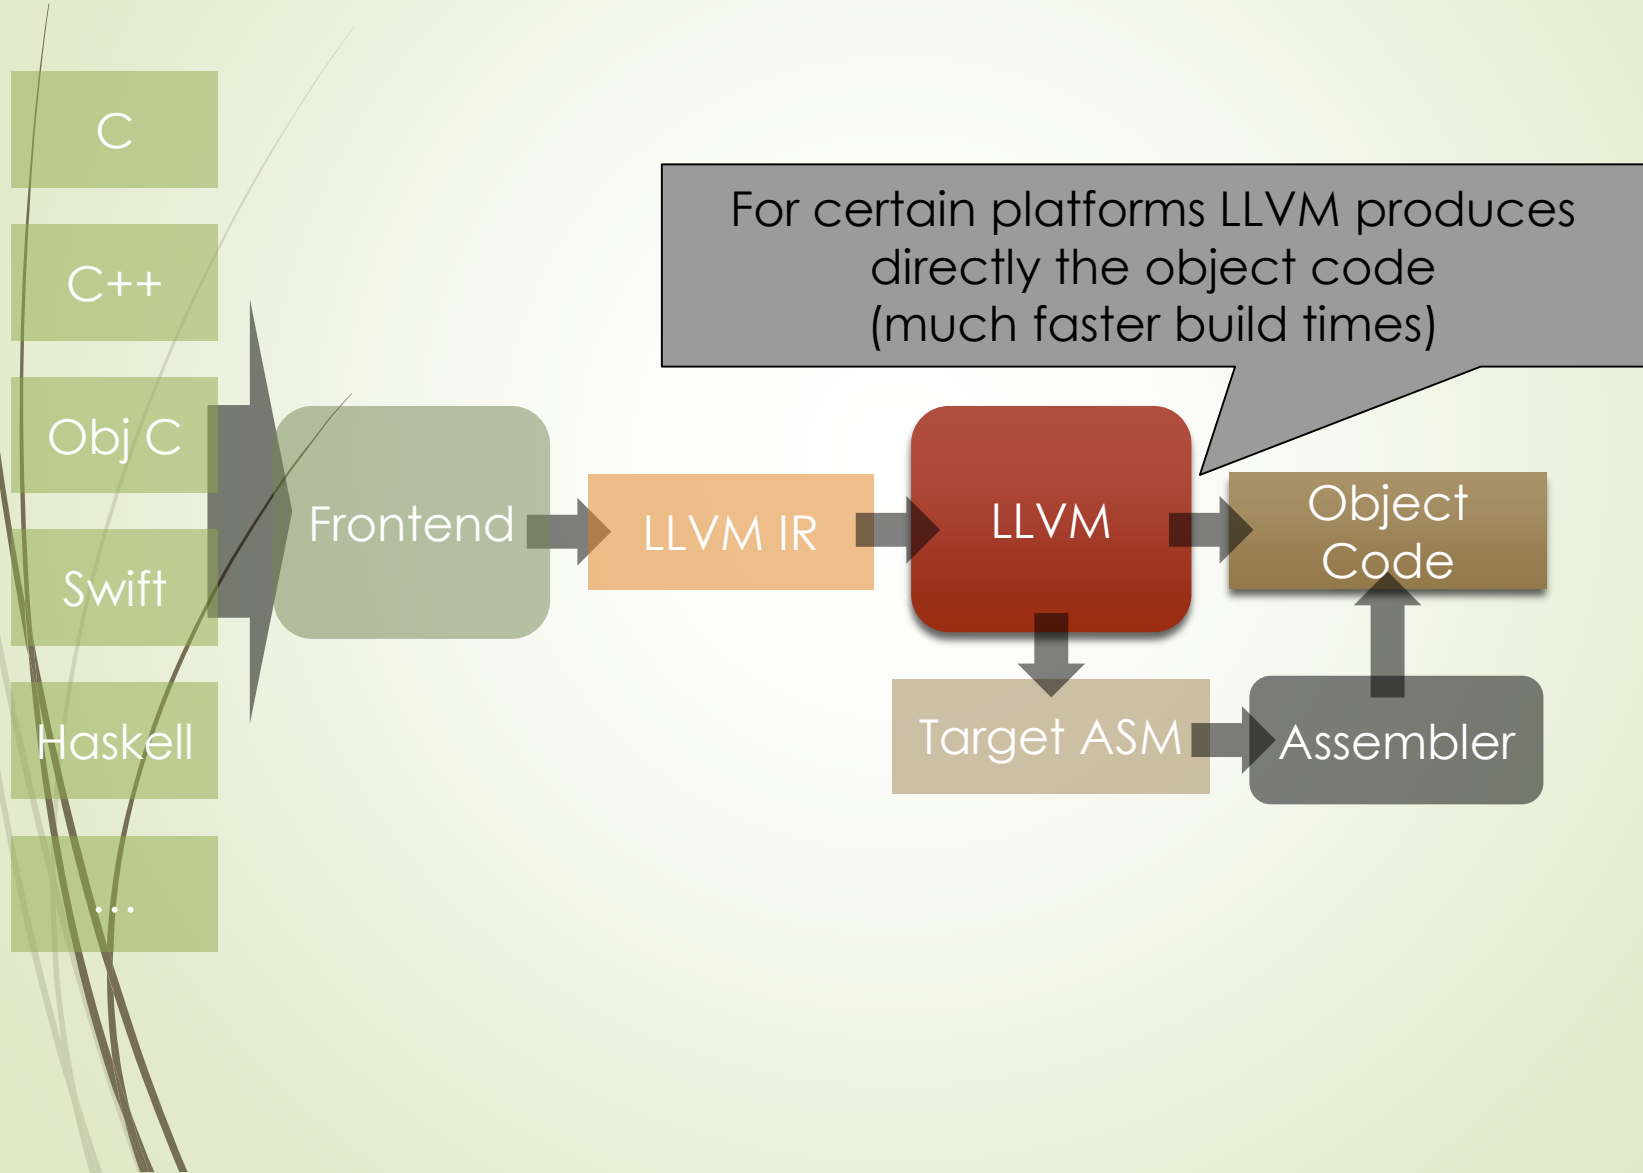 C
C++
Obj C
Swift
Haskell
...
For certain platforms LLVM produces
directly the object code
(much faster build times)
Frontend
LLVM IR
LLVM
Object
Code
Target ASM
Assembler